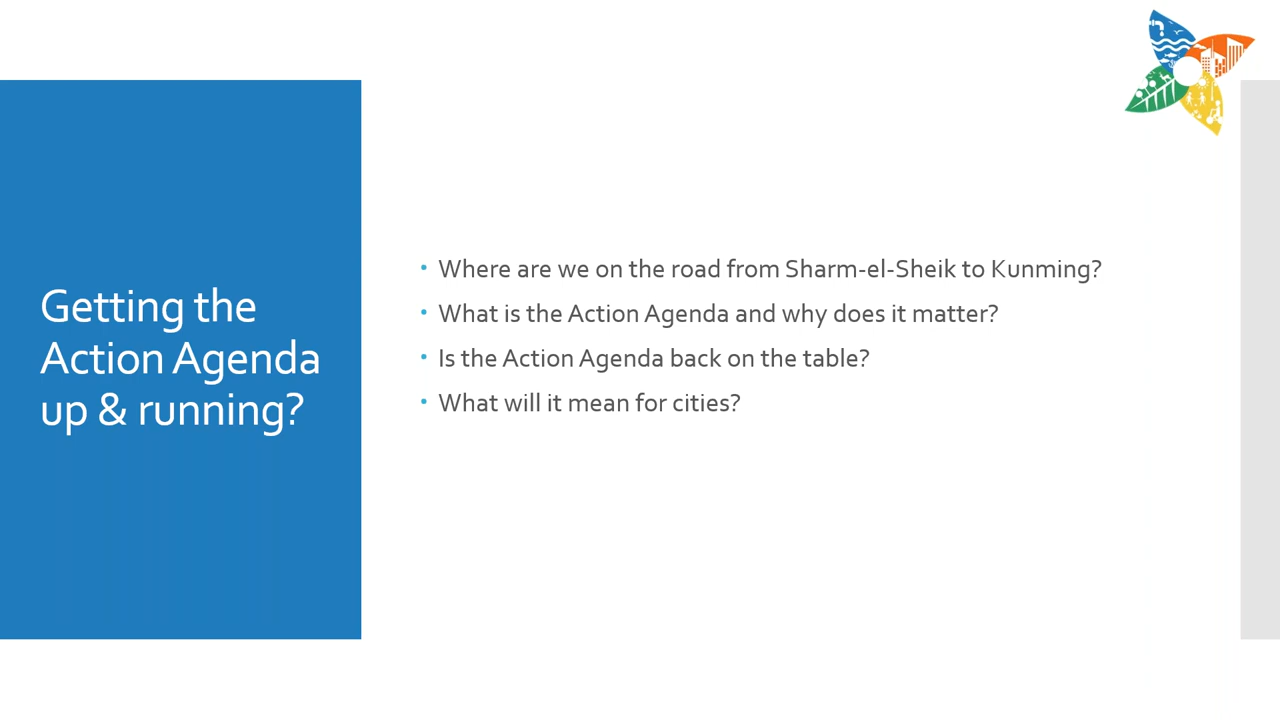 Getting the
Action Agenda
up & running?
• Where are we on the road from Sharm-el-Sheik to Kunming?
• What is the Action Agenda and why does it matter?
• Is the Action Agenda back on the table?
• What will it mean for cities?